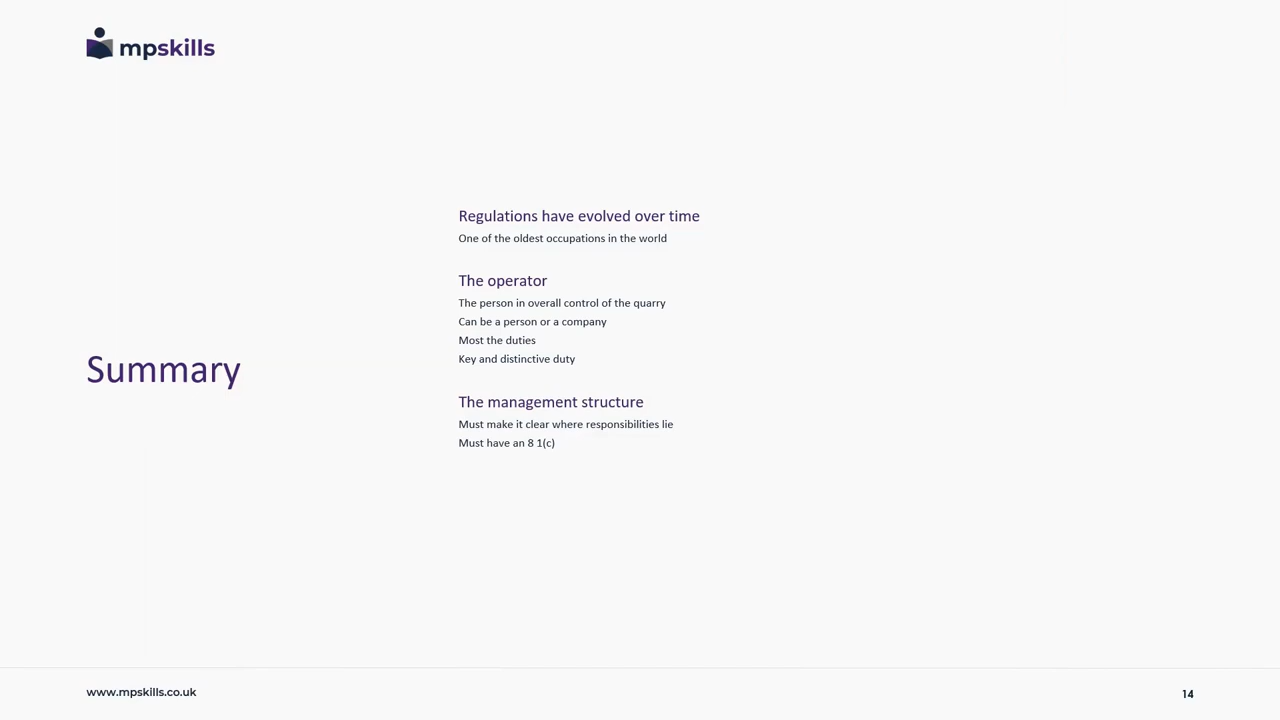 mpskills
Summary
Regulations have evolved over time
One of the oldest occupations in the world
The operator
The person in overall control of the quarry
Can be a person or a company
Most the duties
Key and distinctive duty
The management structure
Must make it clear where responsibilities lie
Must have an 8 1(c)
www.mpskills.co.uk
14